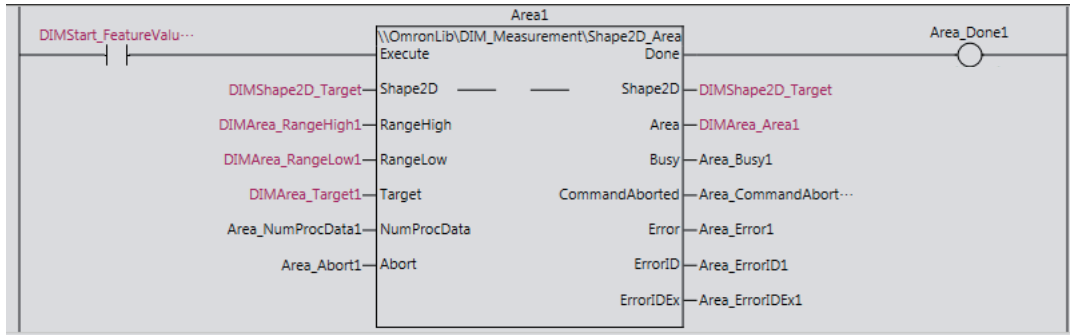 Area1
DIMStart_FeatureValu··· \\OmronLib\DIM_Measurement\Shape2D_Area Area_Done1
Execute Done
DIMShape2D_Target Shape2D Shape2D DIMShape2D_Target
DIMArea_RangeHigh1 RangeHigh Area DIMArea_Area1
DIMArea_RangeLow1 RangeLow Busy Area_Busy1
DIMArea_Target1 Target CommandAborted Area_CommandAbort···
Area_NumProcData1 NumProcData Error Area_Error1
Area_Abort1 Abort ErrorID Area_ErrorID1
ErrorIDEx Area_ErrorIDEx1